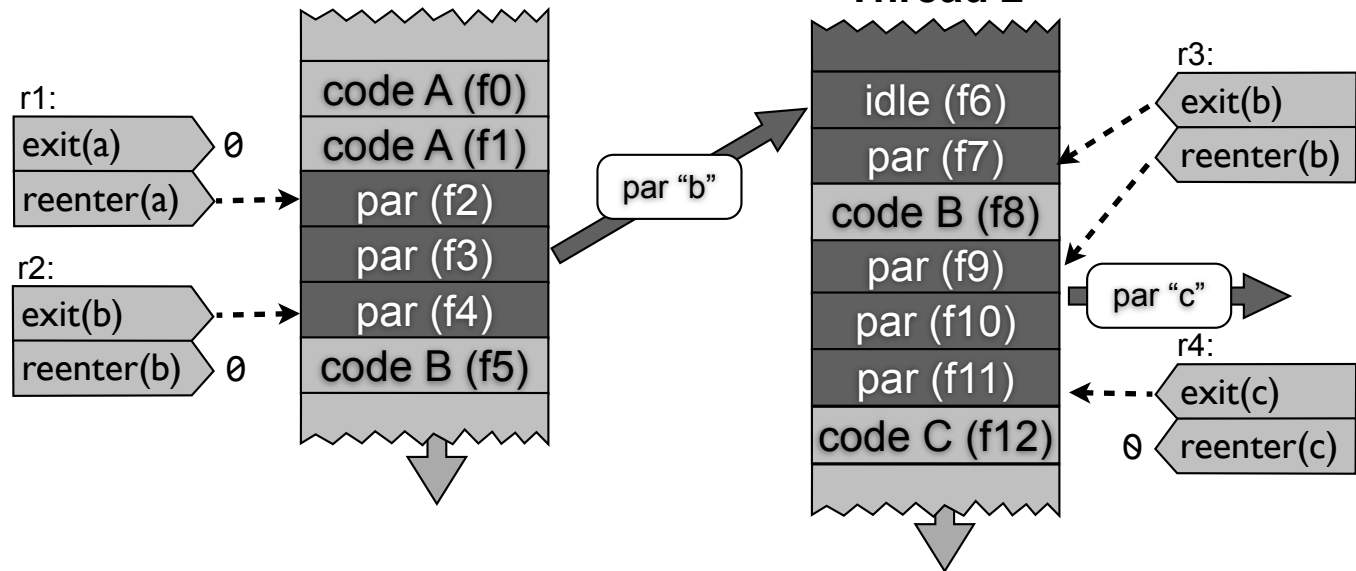 Thread 2
r1:
exit(a)
0
reenter(a)
r2:
exit(b)
reenter(b)
0
code A (f0)
code A (f1)
par (f2)
par (f3)
par (f4)
code B (f5)
par “b”
idle (f6)
par (f7)
code B (f8)
par (f9)
par (f10)
par (f11)
code C (f12)
r3:
exit(b)
reenter(b)
par “c”
r4:
exit(c)
0
reenter(c)